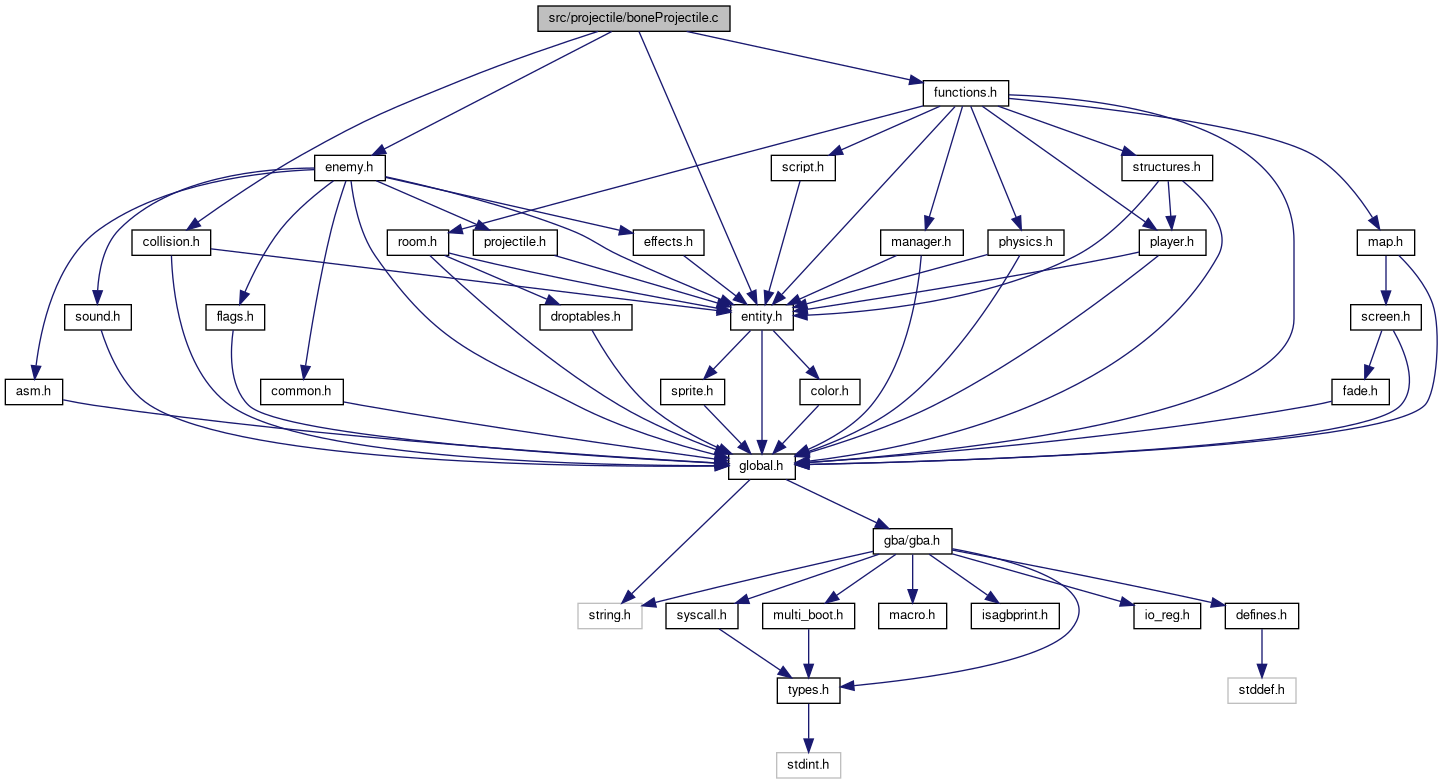 src/projectile/boneProjectile.c
functions.h
enemy.h
script.h
structures.h
collision.h
room.h
projectile.h
effects.h
manager.h
physics.h
player.h
map.h
sound.h
flags.h
droptables.h
entity.h
screen.h
asm.h
common.h
sprite.h
color.h
fade.h
global.h
gba/gba.h
string.h
syscall.h
multi_boot.h
macro.h
isagbprint.h
io_reg.h
defines.h
types.h
stddef.h
stdint.h